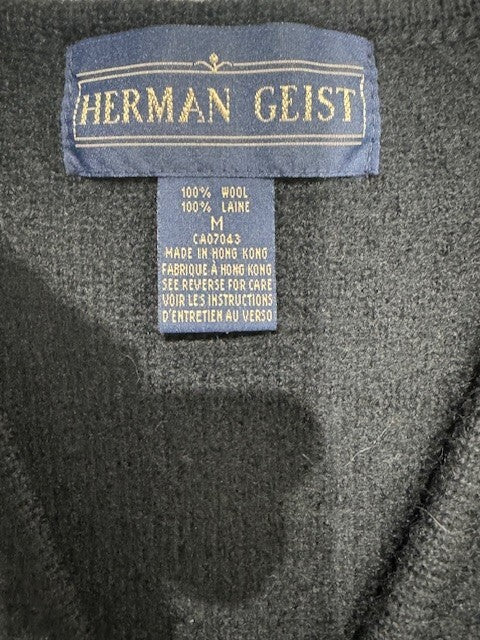 HERMAN GEIST
100% WOOL
100% LAINE
M
CA07043
MADE IN HONG KONG
FABRIQUE À HONG KONG
SEE REVERSE FOR CARE
VOIR LES INSTRUCTIONS
D'ENTRETIEN AU VERSO